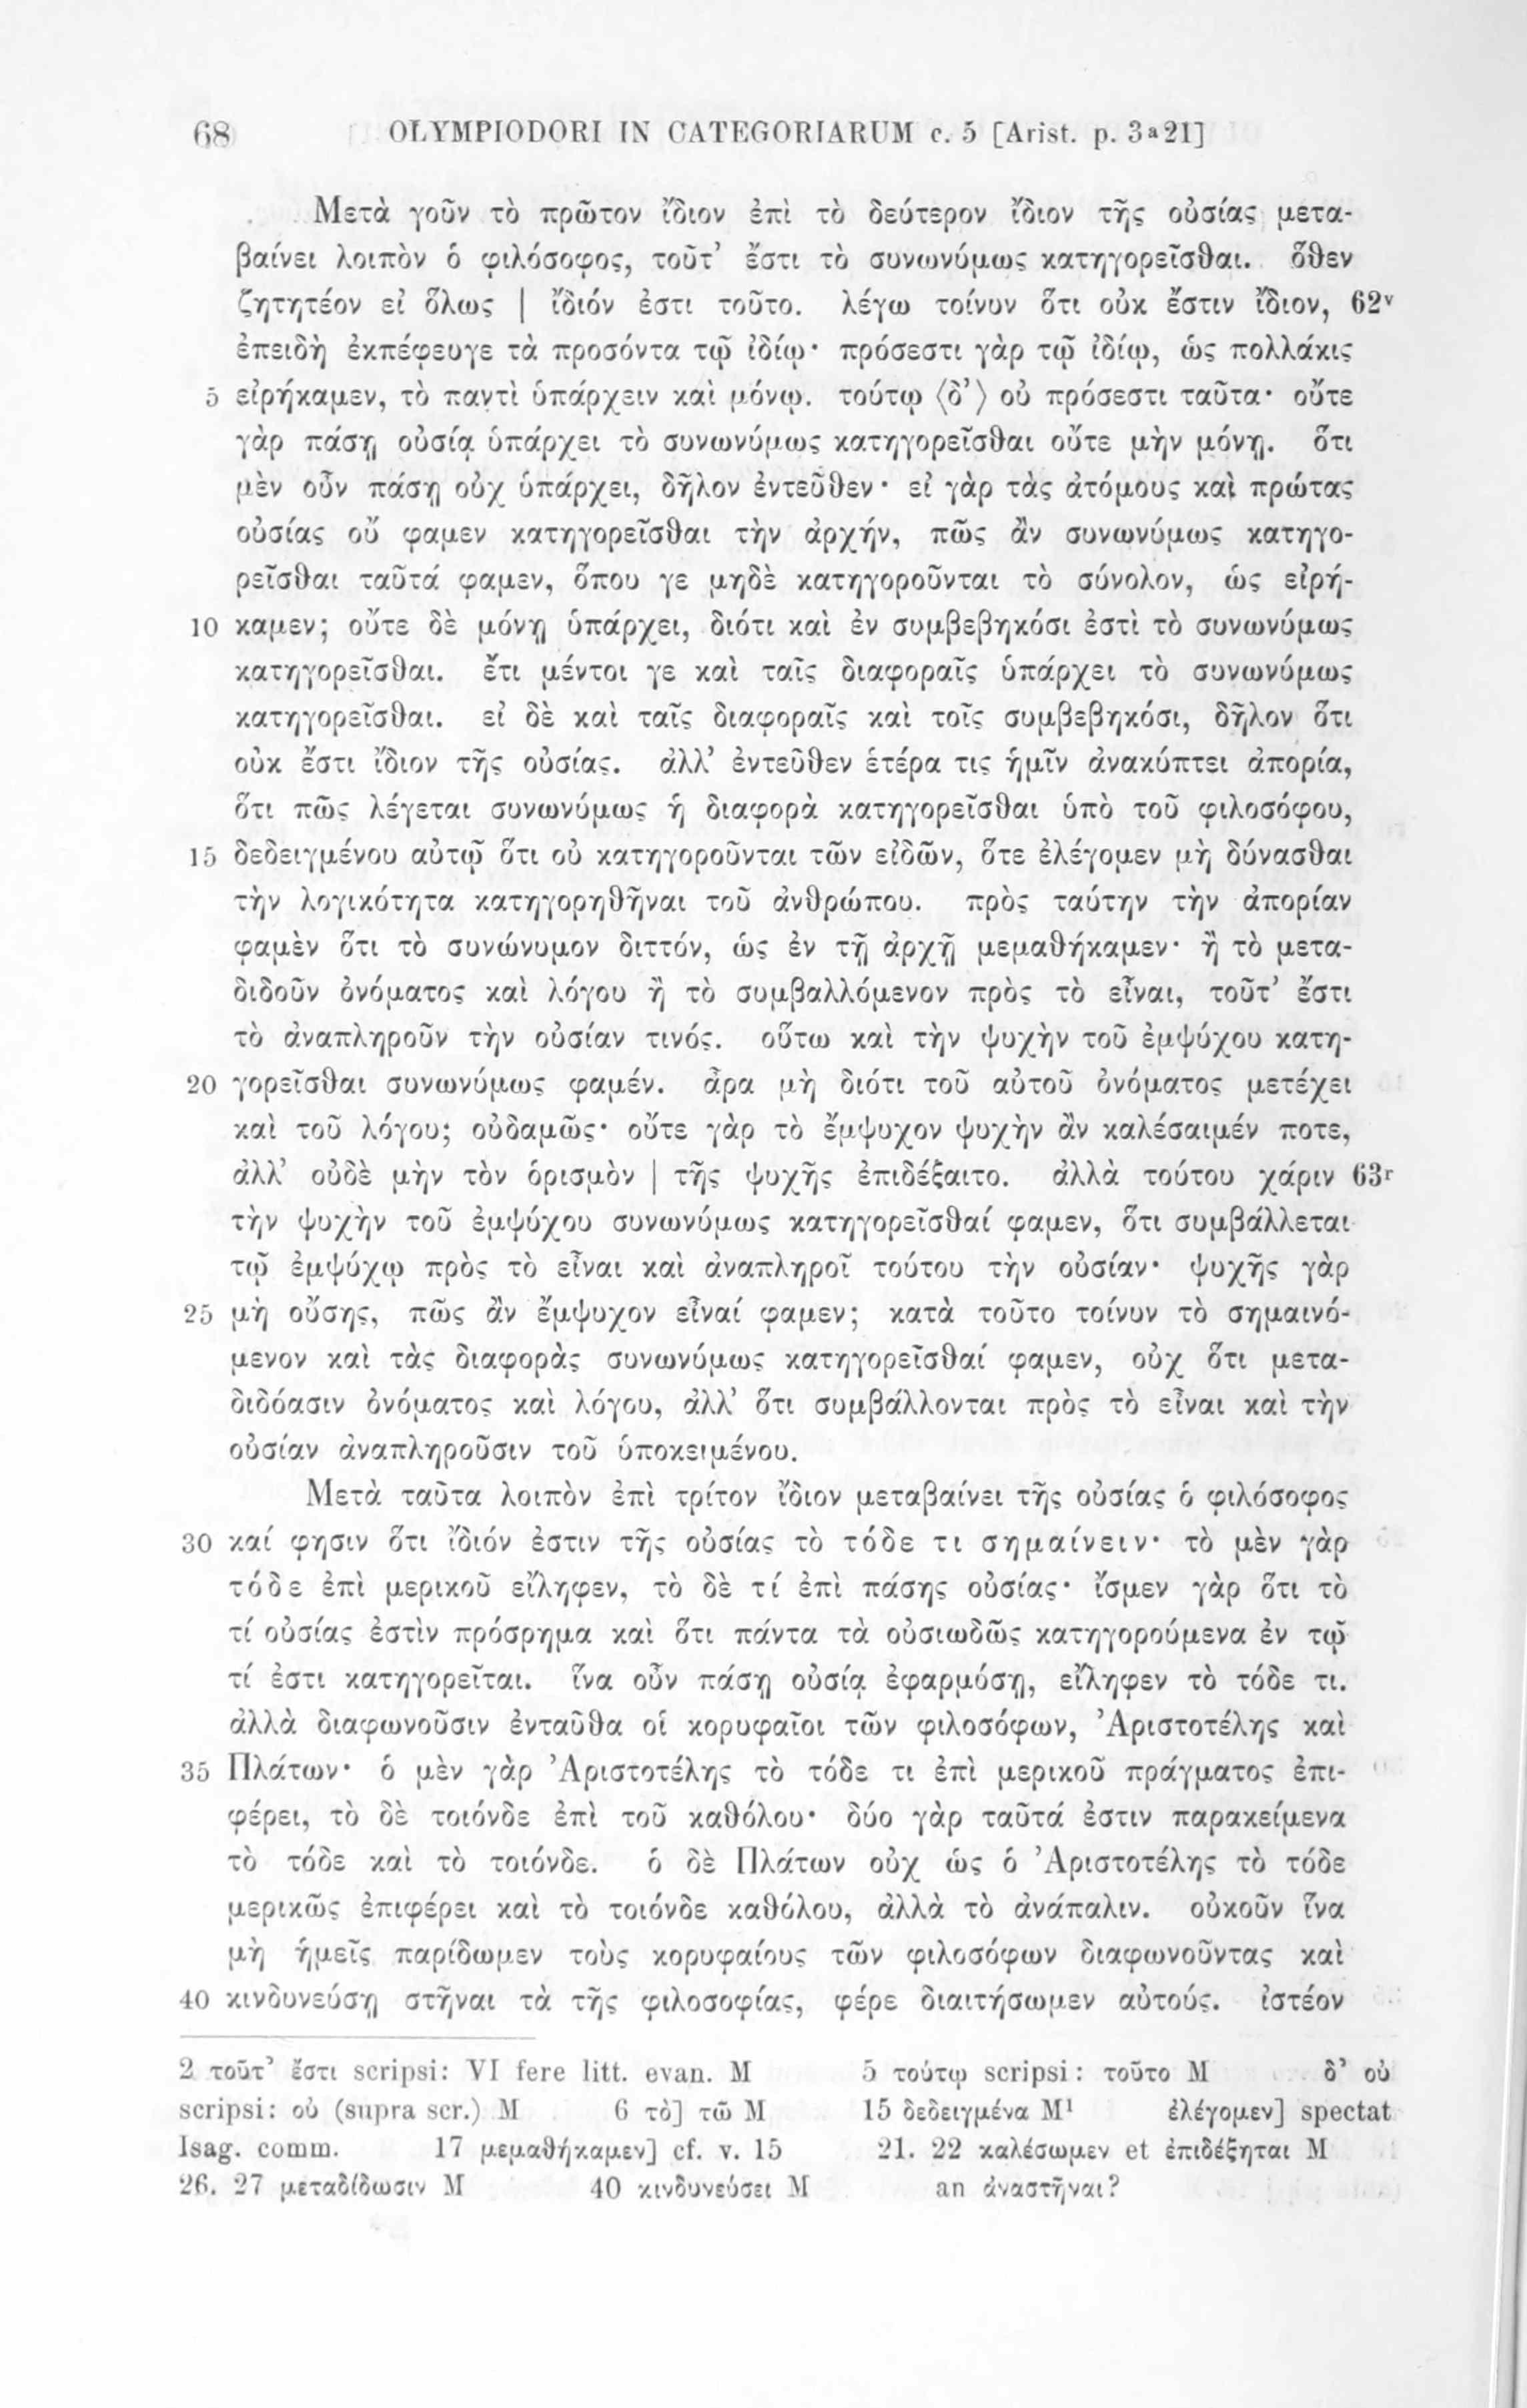 68 OLYMPIODORI IN CATEGORIARUM c. 5 [Arist. p. 3a21]
Μετὰ γοῦν τὸ πρῶτον ἴδιον ἐπὶ τὸ δεύτερον ἴδιον τῆς οὐσίας μετα-
βαίνει λοιπὸν ὁ φιλόσοφος, τοῦτ’ ἔστι τὸ συνωνύμως κατηγορεῖσθαι. ὅθεν
ζητητέον εἰ ὅλως | ἴδιόν ἐστι τοῦτο. λέγω τοίνυν ὅτι οὐκ ἔστιν ἴδιον, 62v
ἐπειδὴ ἐκπέφευγε τὰ προσόντα τῷ ἰδίῳ· πρόσεστι γὰρ τῷ ἰδίῳ, ὡς πολλάκις
5 εἰρήκαμεν, τὸ παντὶ ὑπάρχειν καὶ μόνῳ. τούτῳ ⟨δ’⟩ οὐ πρόσεστι ταῦτα· οὔτε
γὰρ πάσῃ οὐσίᾳ ὑπάρχει τὸ συνωνύμως κατηγορεῖσθαι οὔτε μὴν μόνῃ. ὅτι
μὲν οὖν πάσῃ οὐχ ὑπάρχει, δῆλον ἐντεῦθεν· εἰ γὰρ τὰς ἀτόμους καὶ πρώτας
οὐσίας οὔ φαμεν κατηγορεῖσθαι τὴν ἀρχήν, πῶς ἂν συνωνύμως κατηγο-
ρεῖσθαι ταῦτά φαμεν, ὅπου γε μηδὲ κατηγοροῦνται τὸ σύνολον, ὡς εἰρή-
10 καμεν; οὔτε δὲ μόνῃ ὑπάρχει, διότι καὶ ἐν συμβεβηκόσι ἐστὶ τὸ συνωνύμως
κατηγορεῖσθαι. ἔτι μέντοι γε καὶ ταῖς διαφοραῖς ὑπάρχει τὸ συνωνύμως
κατηγορεῖσθαι. εἰ δὲ καὶ ταῖς διαφοραῖς καὶ τοῖς συμβεβηκόσι, δῆλον ὅτι
οὐκ ἔστι ἴδιον τῆς οὐσίας. ἀλλ’ ἐντεῦθεν ἑτέρα τις ἡμῖν ἀνακύπτει ἀπορία,
ὅτι πῶς λέγεται συνωνύμως ἡ διαφορὰ κατηγορεῖσθαι ὑπὸ τοῦ φιλοσόφου,
15 δεδειγμένου αὐτῷ ὅτι οὐ κατηγοροῦνται τῶν εἰδῶν, ὅτε ἐλέγομεν μὴ δύνασθαι
τὴν λογικότητα κατηγορηθῆναι τοῦ ἀνθρώπου. πρὸς ταύτην τὴν ἀπορίαν
φαμὲν ὅτι τὸ συνώνυμον διττόν, ὡς ἐν τῇ ἀρχῇ μεμαθήκαμεν· ἢ τὸ μετα-
διδοῦν ὀνόματος καὶ λόγου ἢ τὸ συμβαλλόμενον πρὸς τὸ εἶναι, τοῦτ’ ἔστι
τὸ ἀναπληροῦν τὴν οὐσίαν τινός. οὕτω καὶ τὴν ψυχὴν τοῦ ἐμψύχου κατη-
20 γορεῖσθαι συνωνύμως φαμέν. ἆρα μὴ διότι τοῦ αὐτοῦ ὀνόματος μετέχει
καὶ τοῦ λόγου; οὐδαμῶς· οὔτε γὰρ τὸ ἔμψυχον ψυχὴν ἂν καλέσαιμέν ποτε,
ἀλλ’ οὐδὲ μὴν τὸν ὁρισμὸν | τῆς ψυχῆς ἐπιδέξαιτο. ἀλλὰ τούτου χάριν 63r
τὴν ψυχὴν τοῦ ἐμψύχου συνωνύμως κατηγορεῖσθαί φαμεν, ὅτι συμβάλλεται
τῷ ἐμψύχῳ πρὸς τὸ εἶναι καὶ ἀναπληροῖ τούτου τὴν οὐσίαν· ψυχῆς γὰρ
25 μὴ οὔσης, πῶς ἂν ἔμψυχον εἶναί φαμεν; κατὰ τοῦτο τοίνυν τὸ σημαινό-
μενον καὶ τὰς διαφορὰς συνωνύμως κατηγορεῖσθαί φαμεν, οὐχ ὅτι μετα-
διδόασιν ὀνόματος καὶ λόγου, ἀλλ’ ὅτι συμβάλλονται πρὸς τὸ εἶναι καὶ τὴν
οὐσίαν ἀναπληροῦσιν τοῦ ὑποκειμένου.
Μετὰ ταῦτα λοιπὸν ἐπὶ τρίτον ἴδιον μεταβαίνει τῆς οὐσίας ὁ φιλόσοφος
30 καί φησιν ὅτι ἴδιόν ἐστιν τῆς οὐσίας τὸ τόδε τι σημαίνειν· τὸ μὲν γὰρ
τόδε ἐπὶ μερικοῦ εἴληφεν, τὸ δὲ τί ἐπὶ πάσης οὐσίας· ἴσμεν γὰρ ὅτι τὸ
τί οὐσίας ἐστὶν πρόσρημα καὶ ὅτι πάντα τὰ οὐσιωδῶς κατηγορούμενα ἐν τῷ
τί ἐστι κατηγορεῖται. ἵνα οὖν πάσῃ οὐσίᾳ ἐφαρμόσῃ, εἴληφεν τὸ τόδε τι.
ἀλλὰ διαφωνοῦσιν ἐνταῦθα οἱ κορυφαῖοι τῶν φιλοσόφων, Ἀριστοτέλης καὶ
35 Πλάτων· ὁ μὲν γὰρ Ἀριστοτέλης τὸ τόδε τι ἐπὶ μερικοῦ πράγματος ἐπι-
φέρει, τὸ δὲ τοιόνδε ἐπὶ τοῦ καθόλου· δύο γὰρ ταῦτά ἐστιν παρακείμενα
τὸ τόδε καὶ τὸ τοιόνδε. ὁ δὲ Πλάτων οὐχ ὡς ὁ Ἀριστοτέλης τὸ τόδε
μερικῶς ἐπιφέρει καὶ τὸ τοιόνδε καθόλου, ἀλλὰ τὸ ἀνάπαλιν. οὐκοῦν ἵνα
μὴ ἡμεῖς παρίδωμεν τοὺς κορυφαίους τῶν φιλοσόφων διαφωνοῦντας καὶ
40 κινδυνεύσῃ στῆναι τὰ τῆς φιλοσοφίας, φέρε διαιτήσωμεν αὐτούς. ἰστέον
2 τοῦτ’ ἔστι scripsi: VI fere litt. evan. M 5 τούτῳ scripsi: τοῦτο M δ’ οὐ
scripsi: οὐ (supra scr.) M 6 τὸ] τῶ M 15 δεδειγμένα M¹ ἐλέγομεν] spectat
Isag. comm. 17 μεμαθήκαμεν] cf. v. 15 21. 22 καλέσωμεν et ἐπιδέξηται M
26. 27 μεταδίδωσιν M 40 κινδυνεύσει M an ἀναστῆναι?